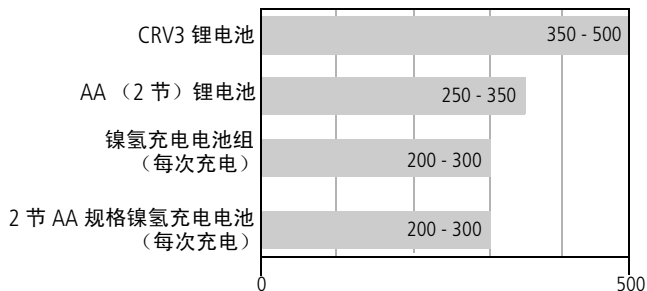 CRV3 锂电池
350 - 500
AA （2 节）锂电池
250 - 350
镍氢充电电池组
（每次充电）
200 - 300
2 节 AA 规格镍氢充电电池
（每次充电）
200 - 300
0
500